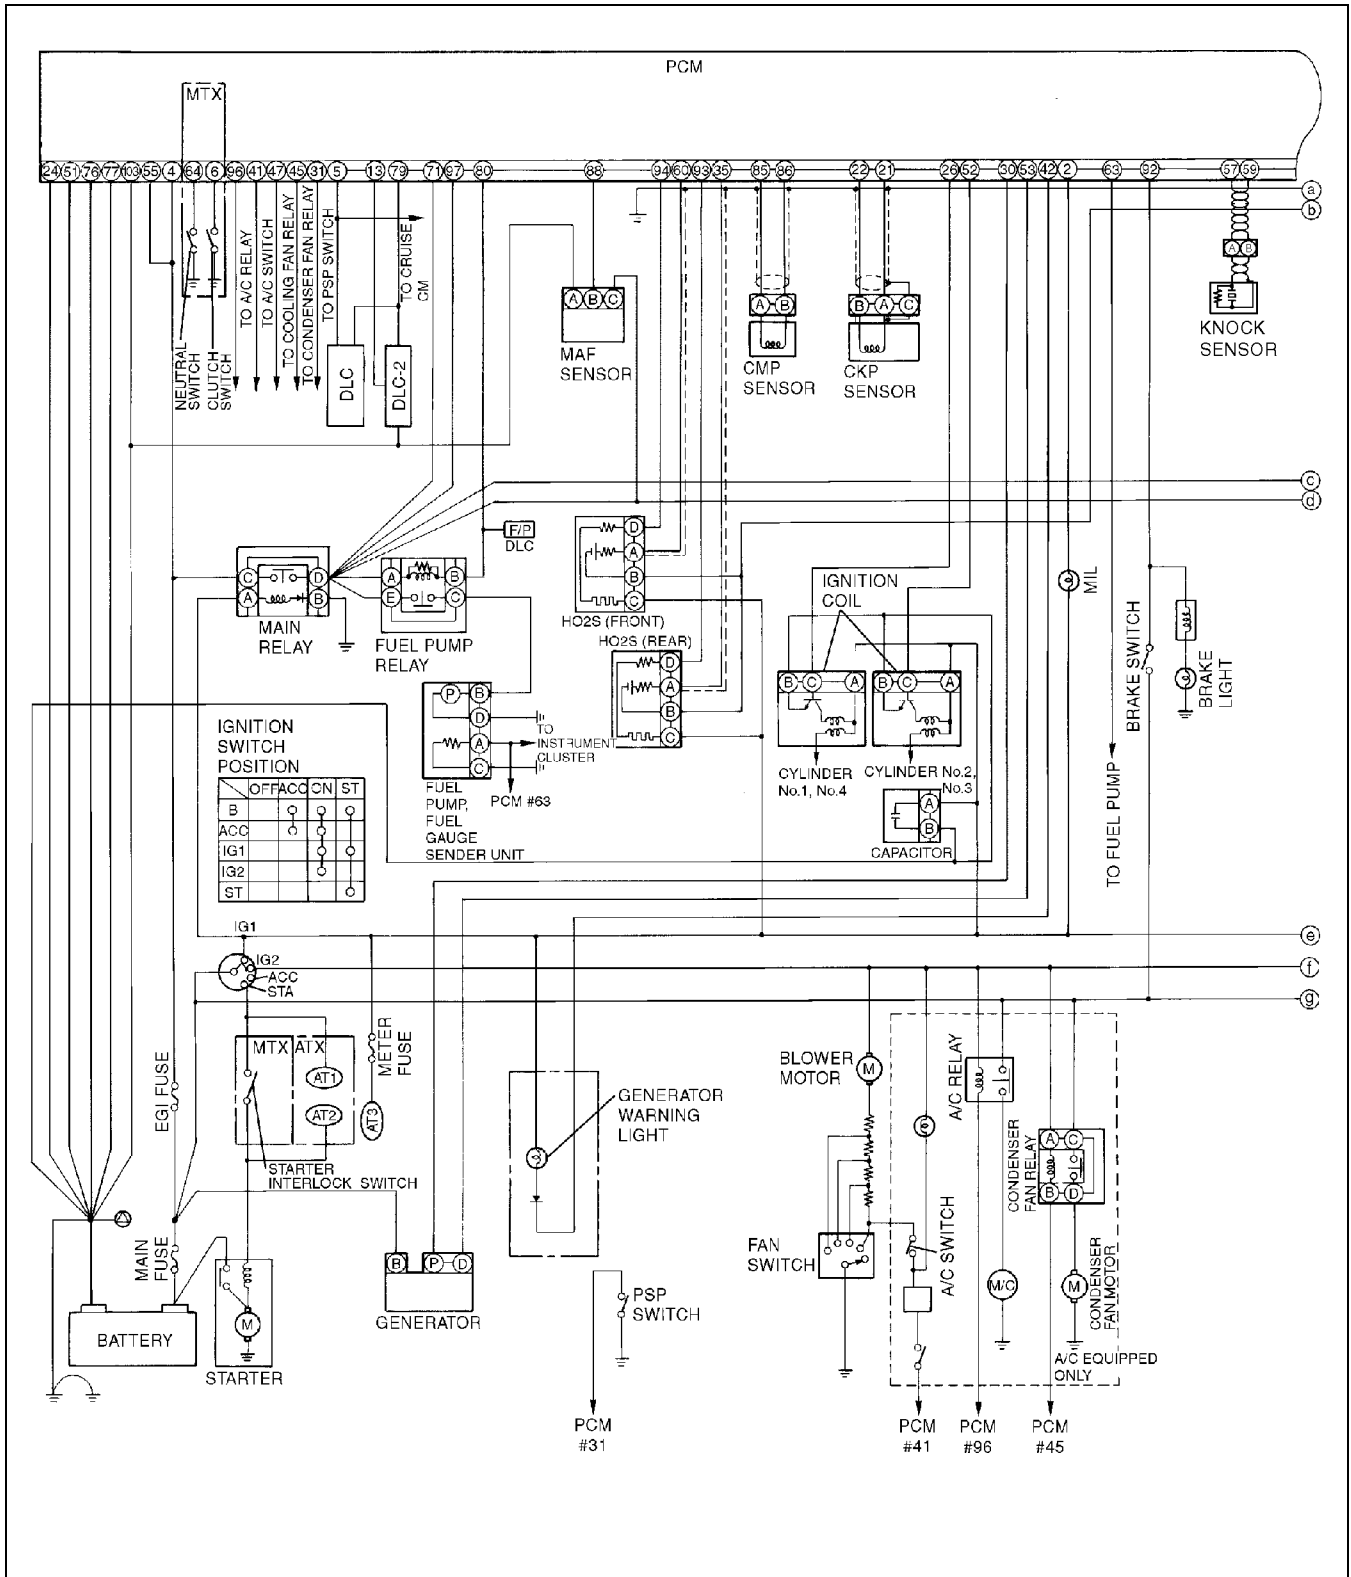 PCM
MTX
24 51 76 77 103 55 4 64 6 96 41 47 45 31 5 13 79 71 97 80 88 94 60 93 35 85 86 22 21 26 52 30 53 42 2 63 92 57 59
a
b
NEUTRAL
SWITCH
CLUTCH
SWITCH
TO A/C RELAY
TO A/C SWITCH
TO COOLING FAN RELAY
TO CONDENSER FAN RELAY
TO PSP SWITCH
DLC
DLC-2
TO CRUISE
CM
A B C
MAF
SENSOR
A B
CMP
SENSOR
B A C
CKP
SENSOR
A B
KNOCK
SENSOR
c
d
F/P
DLC
C D
A B
MAIN
RELAY
A B
E C
FUEL PUMP
RELAY
D
A
B
C
HO2S (FRONT)
HO2S (REAR)
D
A
B
C
IGNITION
COIL
B C A
B C A
CYLINDER
No.1, No.4
CYLINDER No.2,
No.3
A
B
CAPACITOR
MIL
BRAKE SWITCH
BRAKE
LIGHT
TO FUEL PUMP
P B
D
A
C
TO
INSTRUMENT
CLUSTER
PCM #63
FUEL
PUMP,
FUEL
GAUGE
SENDER UNIT
IGNITION
SWITCH
POSITION
OFF ACC ON ST
B
ACC
IG1
IG2
ST
IG1
IG2
ACC
STA
e
f
g
EGI FUSE
MTX ATX
AT1
AT2
METER
FUSE
AT3
STARTER
INTERLOCK SWITCH
GENERATOR
WARNING
LIGHT
BLOWER
MOTOR
M
A/C RELAY
CONDENSER
FAN RELAY
A C
B D
FAN
SWITCH
A/C SWITCH
M/C
M
CONDENSER
FAN MOTOR
A/C EQUIPPED
ONLY
MAIN
FUSE
BATTERY
M
STARTER
B P D
GENERATOR
PSP
SWITCH
PCM
#31
PCM
#41
PCM
#96
PCM
#45